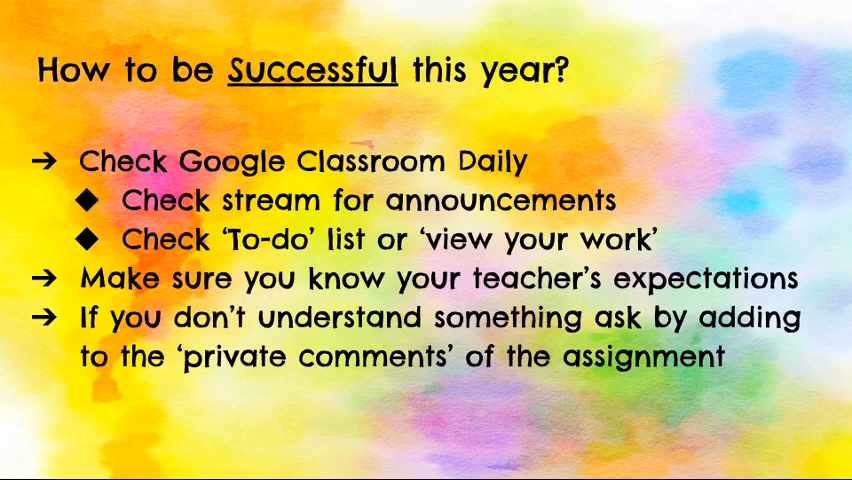 How to be Successful this year?
➔ Check Google Classroom Daily
◆ Check stream for announcements
◆ Check ‘To-do’ list or ‘view your work’
➔ Make sure you know your teacher’s expectations
➔ If you don’t understand something ask by adding
to the ‘private comments’ of the assignment